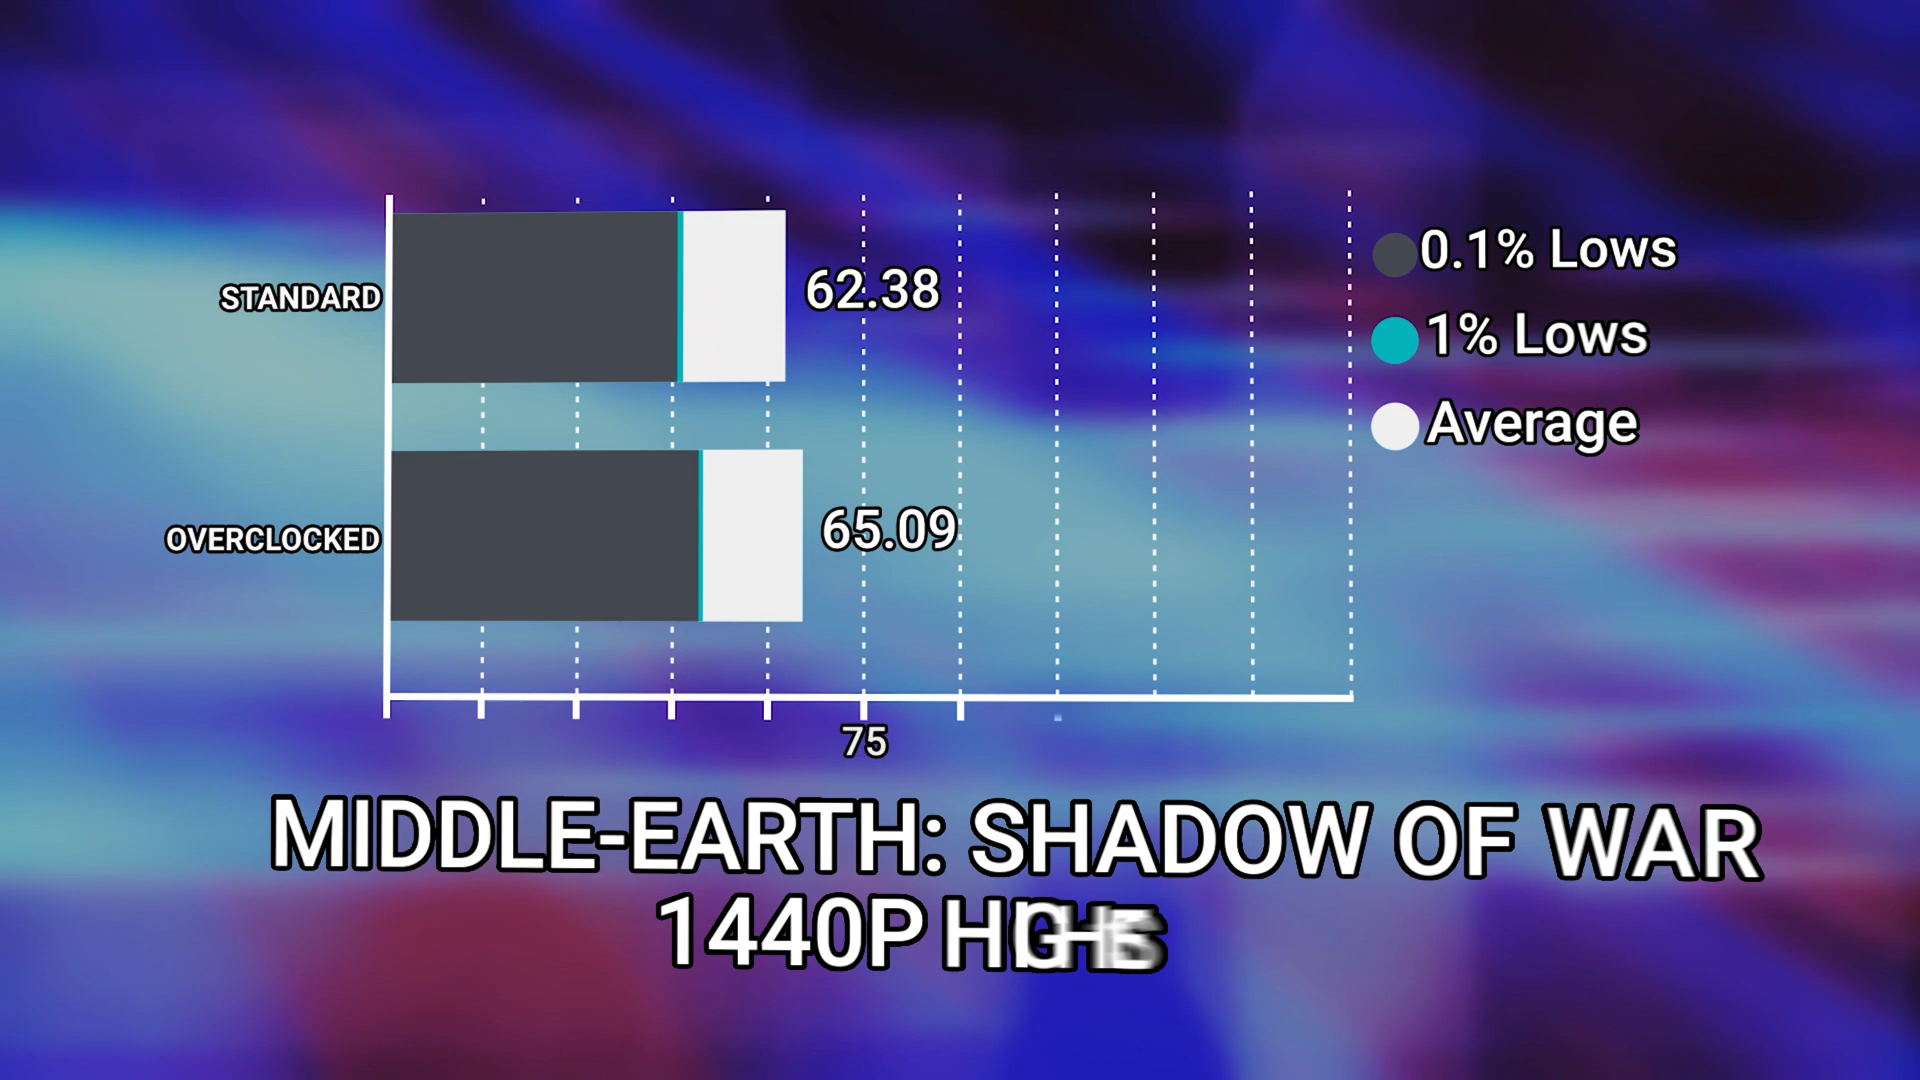 STANDARD
62.38
OVERCLOCKED
65.09
75
0.1% Lows
1% Lows
Average
MIDDLE-EARTH: SHADOW OF WAR
1440P